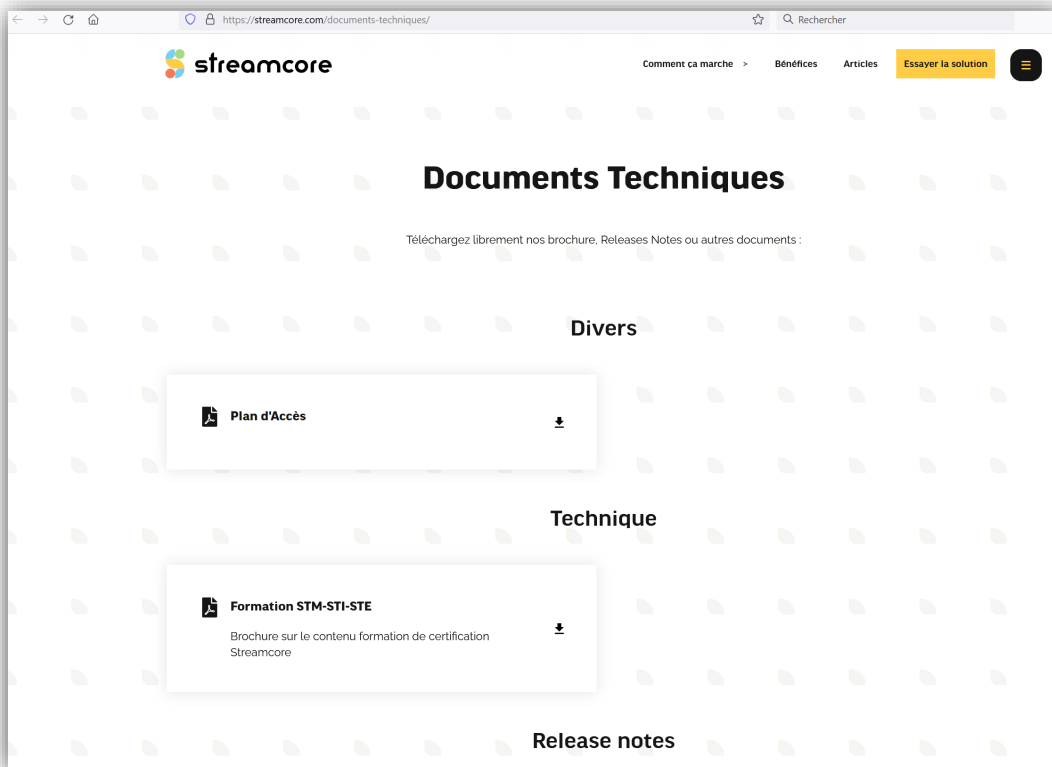 https://streamcore.com/documents-techniques/
Rechercher
streamcore
Comment ça marche >
Bénéfices
Articles
Essayer la solution
Documents Techniques
Téléchargez librement nos brochure, Releases Notes ou autres documents :
Divers
Plan d'Accès
Technique
Formation STM-STI-STE
Brochure sur le contenu formation de certification
Streamcore
Release notes